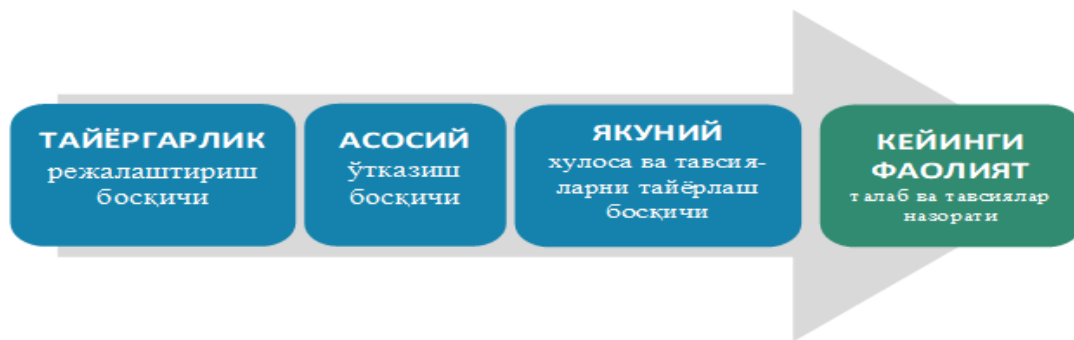 ТАЙЁРГАРЛИК
режалаштириш
босқичи
АСОСИЙ
ўтказиш
босқичи
ЯКУНИЙ
хулоса ва тавсия-
ларни тайёрлаш
босқичи
КЕЙИНГИ
ФАОЛИЯТ
талаб ва тавсиялар
назорати